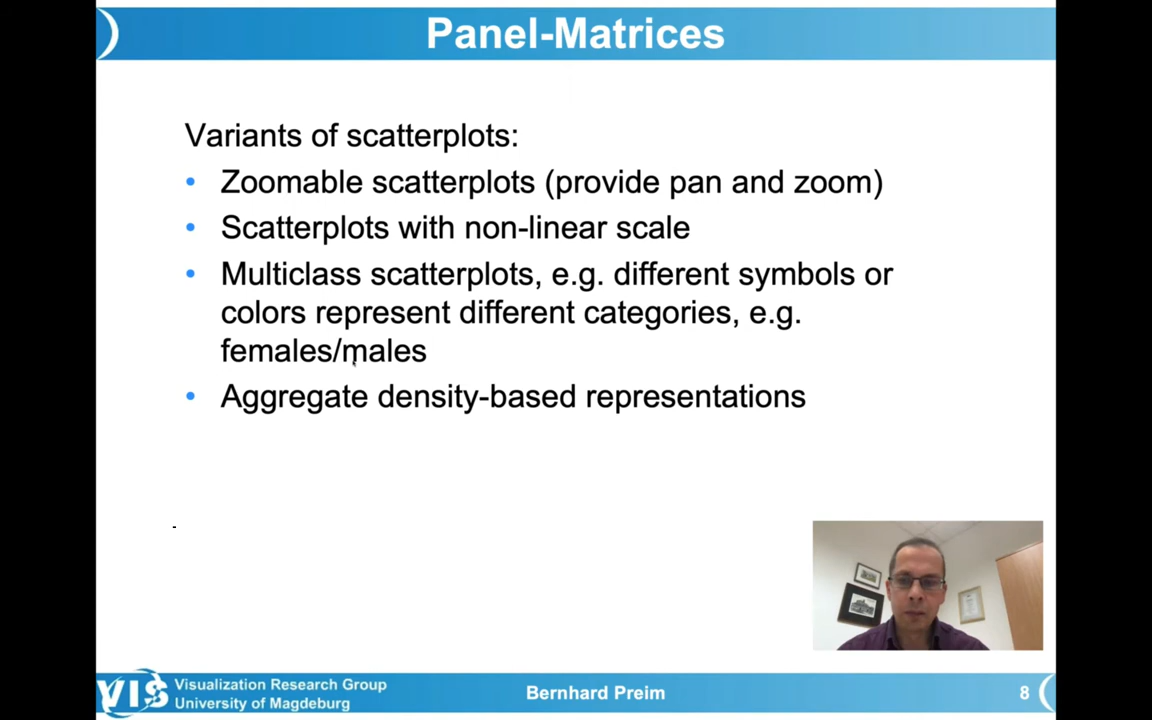 Panel-Matrices
Variants of scatterplots:
• Zoomable scatterplots (provide pan and zoom)
• Scatterplots with non-linear scale
• Multiclass scatterplots, e.g. different symbols or
colors represent different categories, e.g.
females/males
• Aggregate density-based representations
VIS
Visualization Research Group
University of Magdeburg
Bernhard Preim
8